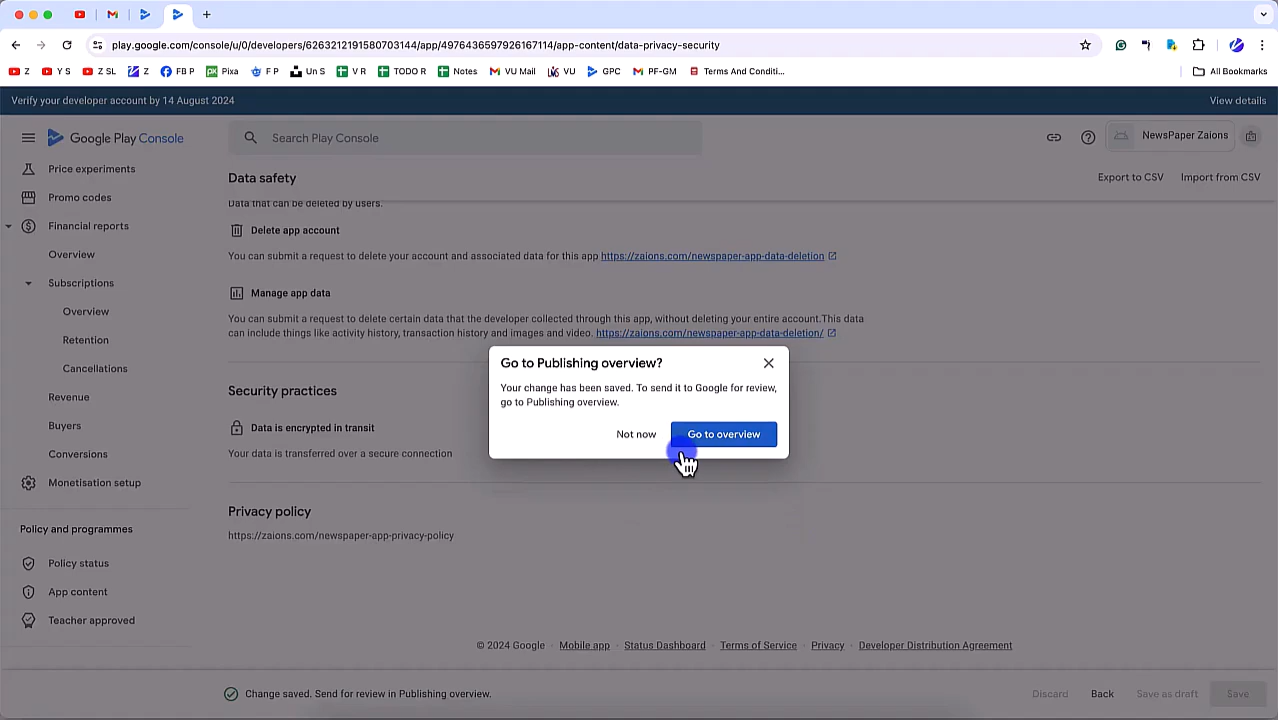 play.google.com/console/u/0/developers/6263212191580703144/app/4976436597926167114/app-content/data-privacy-security
Z
Y S
Z SL
Z
FB P
Pixa
F P
Un S
V R
TODO R
Notes
VU Mail
VU
GPC
PF-GM
Terms And Conditi...
All Bookmarks
Verify your developer account by 14 August 2024
View details
Google Play Console
Search Play Console
NewsPaper Zaions
Price experiments
Promo codes
Financial reports
Overview
Subscriptions
Overview
Retention
Cancellations
Revenue
Buyers
Conversions
Monetisation setup
Policy and programmes
Policy status
App content
Teacher approved
Data safety
Export to CSV
Import from CSV
Data that can be deleted by users.
Delete app account
You can submit a request to delete your account and associated data for this app https://zaions.com/newspaper-app-data-deletion
Manage app data
You can submit a request to delete certain data that the developer collected through this app, without deleting your entire account.This data
can include things like activity history, transaction history and images and video. https://zaions.com/newspaper-app-data-deletion/
Security practices
Data is encrypted in transit
Your data is transferred over a secure connection
Go to Publishing overview?
Your change has been saved. To send it to Google for review,
go to Publishing overview.
Not now
Go to overview
Privacy policy
https://zaions.com/newspaper-app-privacy-policy
© 2024 Google · Mobile app · Status Dashboard · Terms of Service · Privacy · Developer Distribution Agreement
Change saved. Send for review in Publishing overview.
Discard
Back
Save as draft
Save